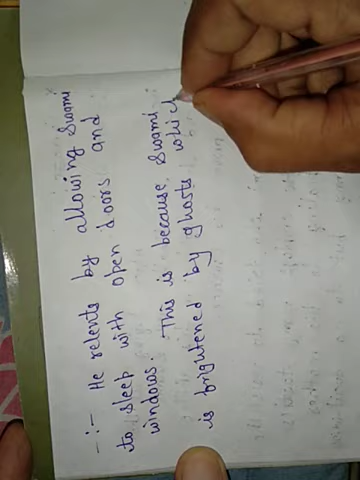 -:- He relents by allowing Swami
to sleep with open doors and
windows. This is because Swami
is brightened by ghosts which